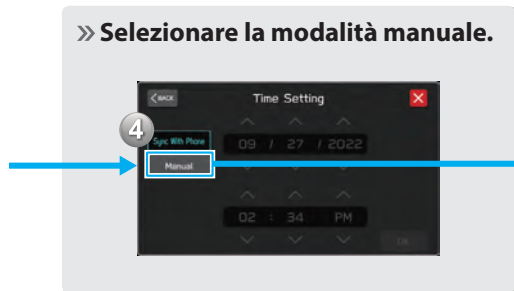 » Selezionare la modalità manuale.
< BACK Time Setting X
4
Sync With Phone
09 / 27 / 2022
Manual
02 : 34 PM
OK